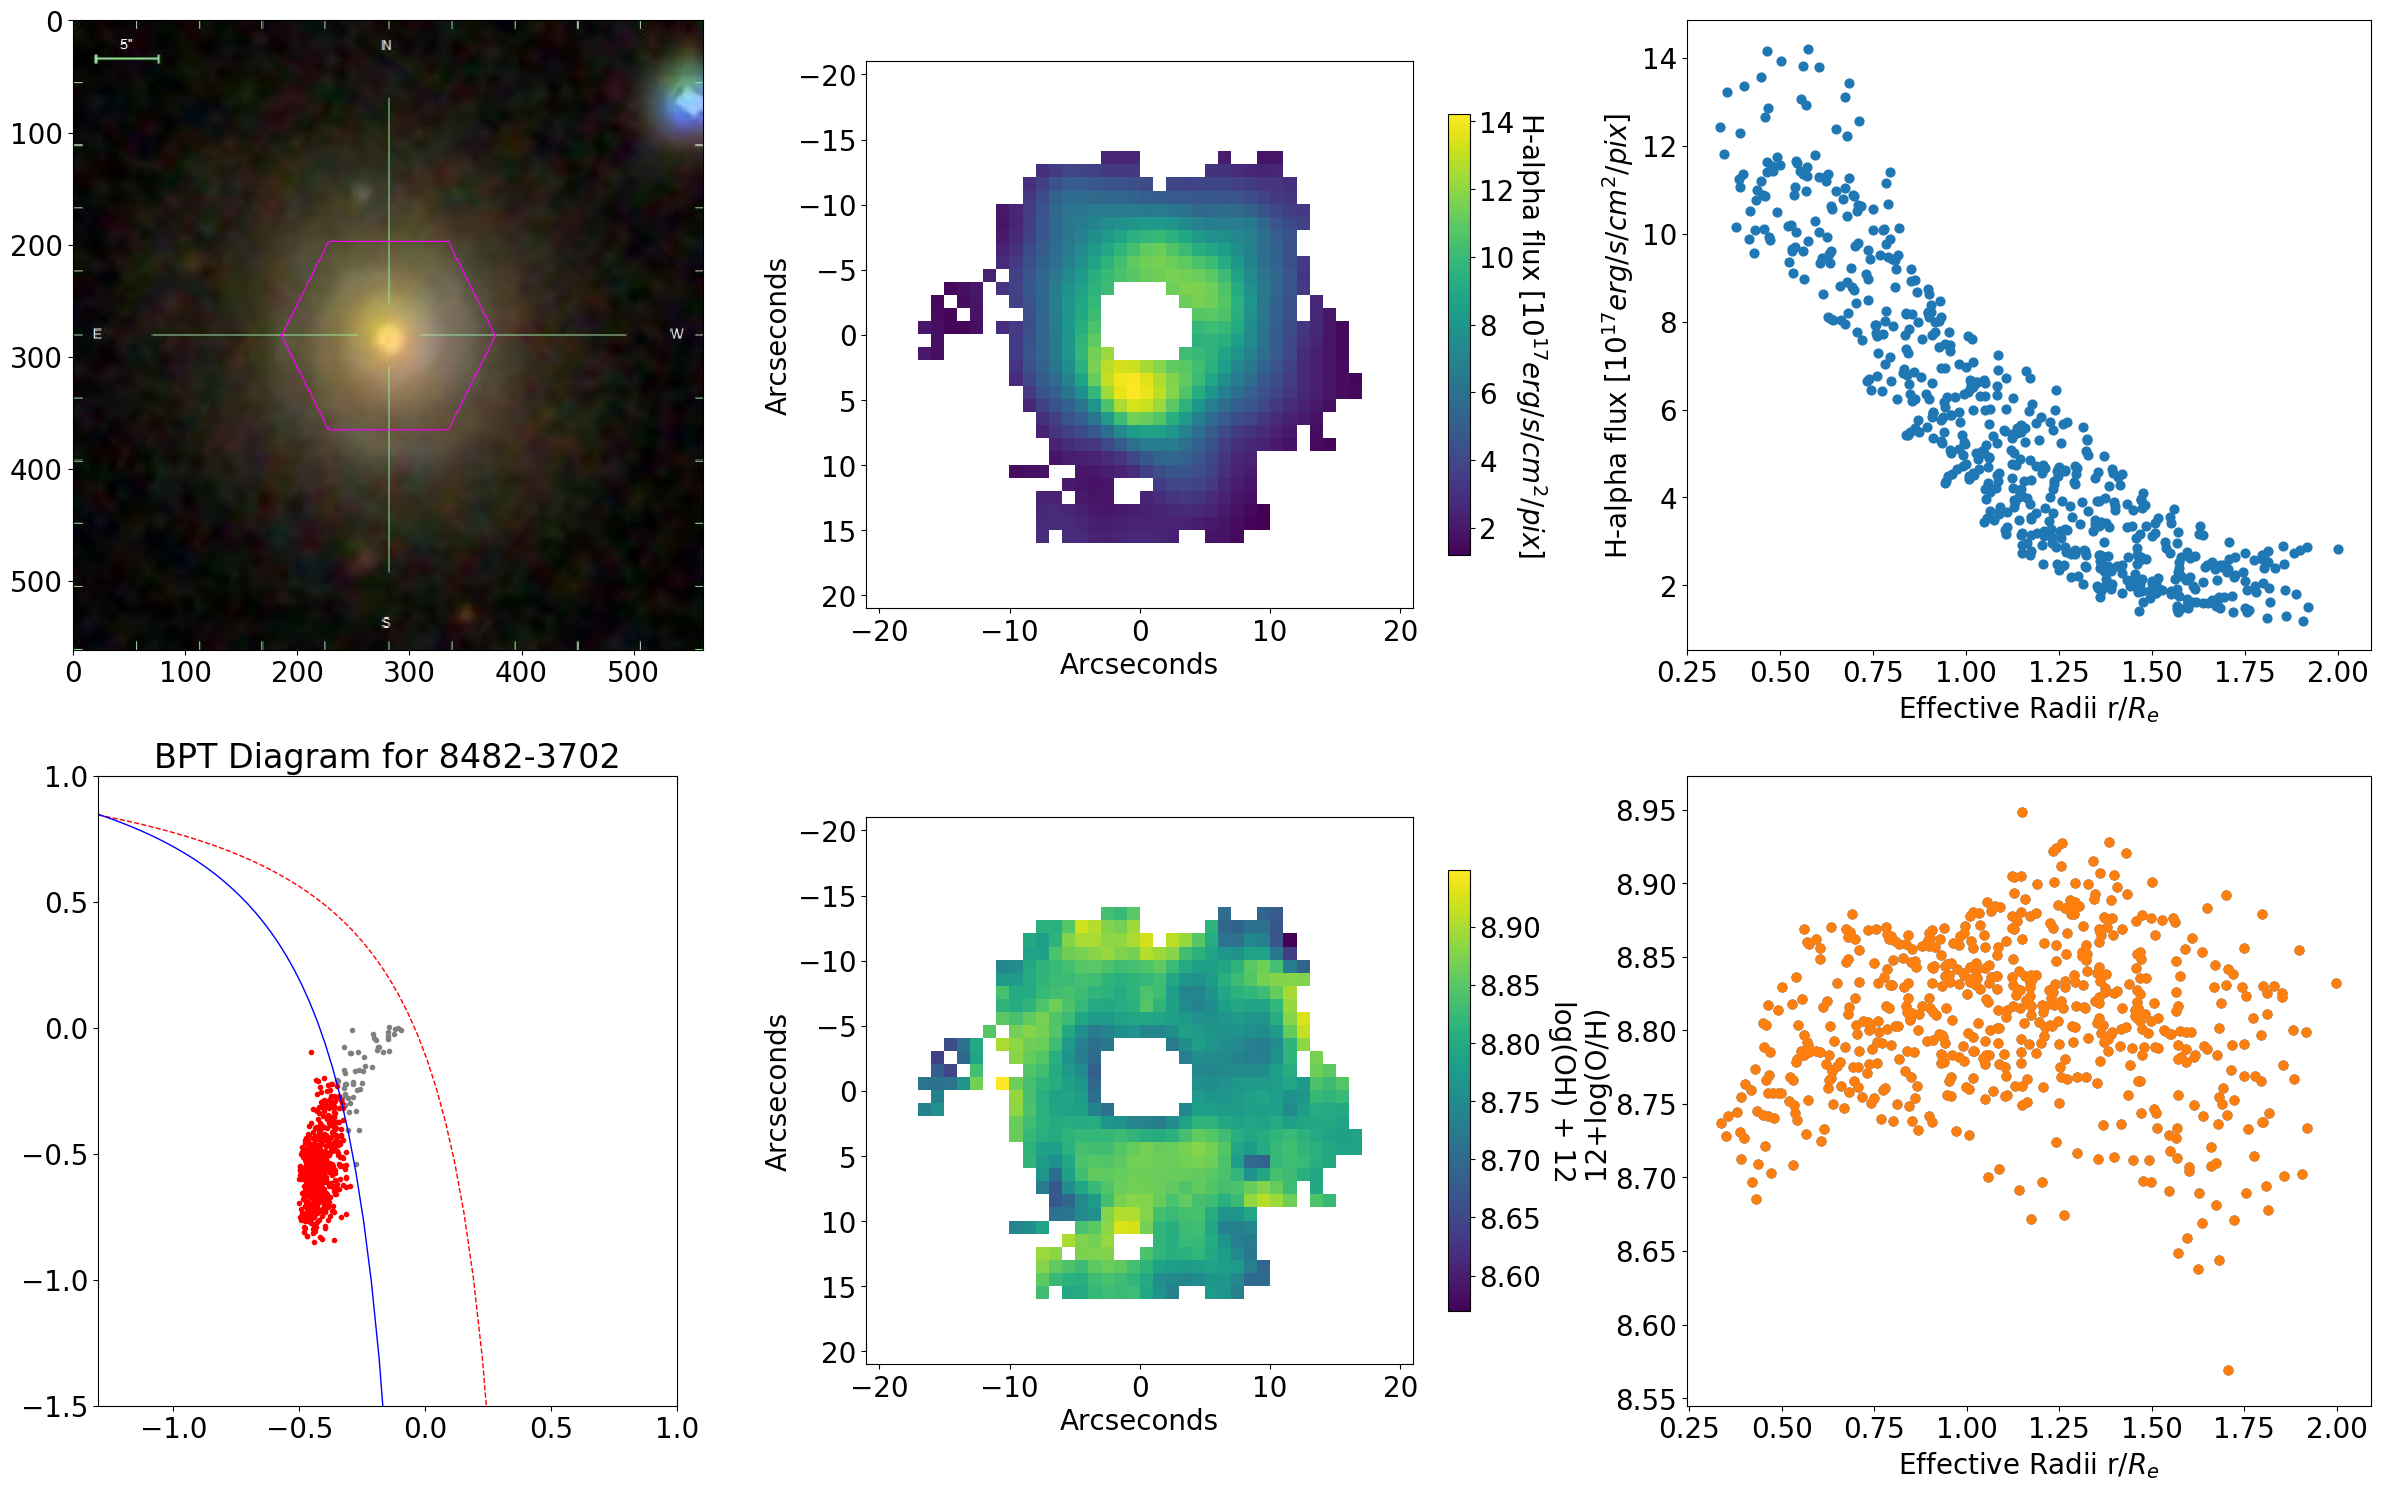 0
100
200
300
400
500
0 100 200 300 400 500
5"
N
E
W
S
−20
−15
−10
−5
0
5
10
15
20
−20 −10 0 10 20
Arcseconds
Arcseconds
14
12
10
8
6
4
2
H-alpha flux [10^17 erg/s/cm^2/pix]
H-alpha flux [10^17 erg/s/cm^2/pix]
14
12
10
8
6
4
2
0.25 0.50 0.75 1.00 1.25 1.50 1.75 2.00
Effective Radii r/R_e
BPT Diagram for 8482-3702
1.0
0.5
0.0
−0.5
−1.0
−1.5
−1.0 −0.5 0.0 0.5 1.0
−20
−15
−10
−5
0
5
10
15
20
−20 −10 0 10 20
Arcseconds
Arcseconds
8.90
8.85
8.80
8.75
8.70
8.65
8.60
log(OH) + 12
12+log(O/H)
8.95
8.90
8.85
8.80
8.75
8.70
8.65
8.60
8.55
0.25 0.50 0.75 1.00 1.25 1.50 1.75 2.00
Effective Radii r/R_e